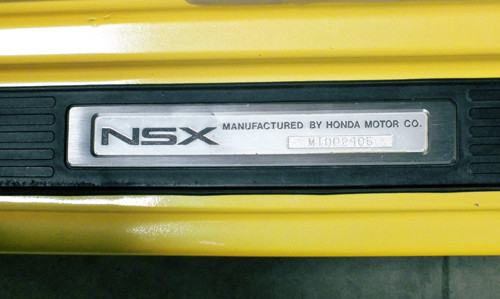 NSX MANUFACTURED BY HONDA MOTOR CO.